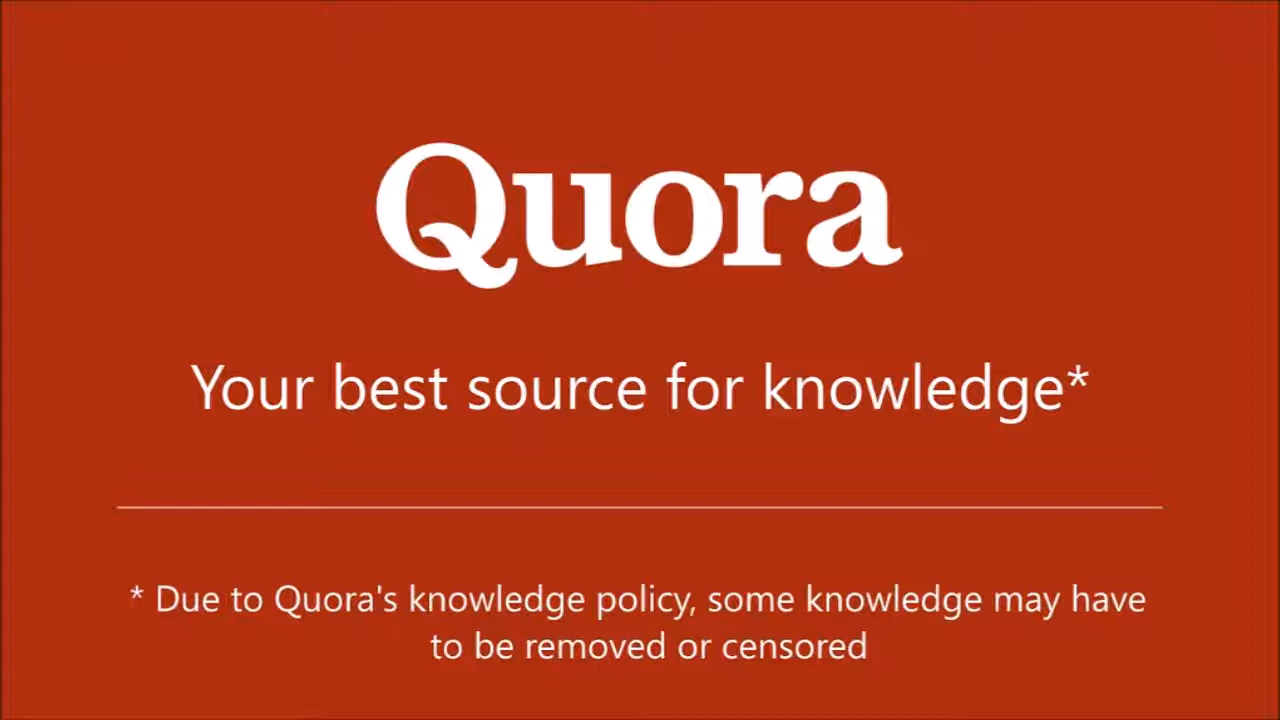 Quora
Your best source for knowledge*
* Due to Quora's knowledge policy, some knowledge may have
to be removed or censored